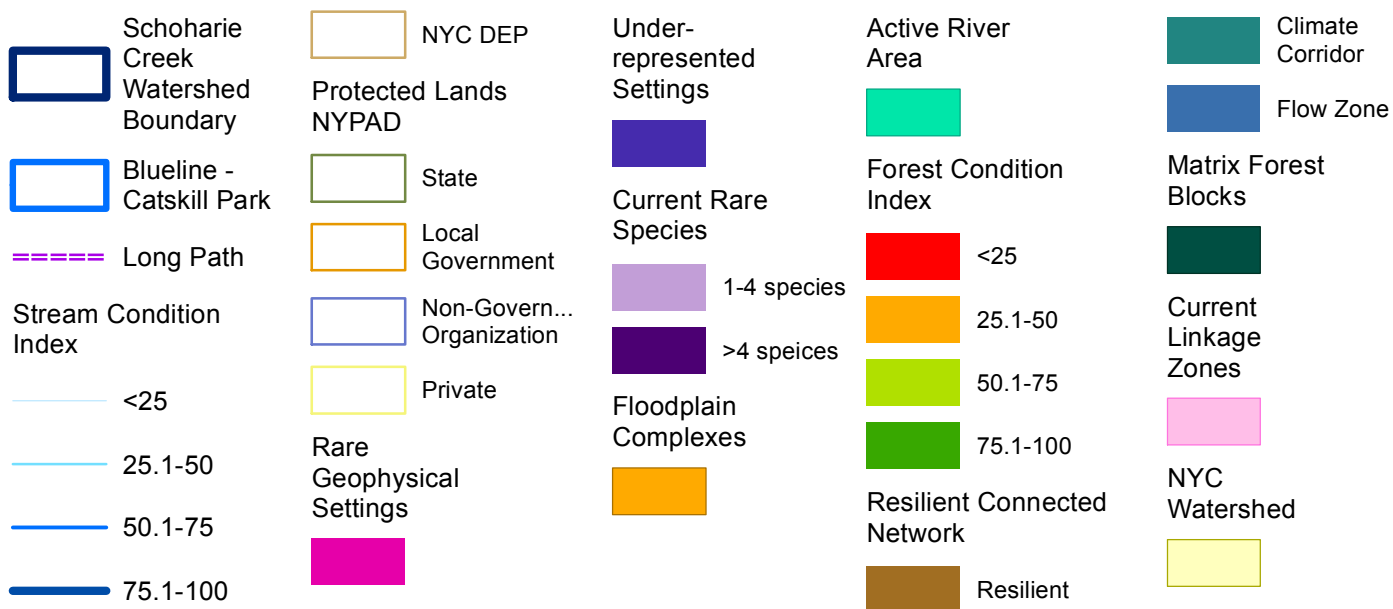 Schoharie
Creek
Watershed
Boundary
Blueline -
Catskill Park
Long Path
Stream Condition
Index
<25
25.1-50
50.1-75
75.1-100
NYC DEP
Protected Lands
NYPAD
State
Local
Government
Non-Govern...
Organization
Private
Rare
Geophysical
Settings
Under-
represented
Settings
Current Rare
Species
1-4 species
>4 speices
Floodplain
Complexes
Active River
Area
Forest Condition
Index
<25
25.1-50
50.1-75
75.1-100
Resilient Connected
Network
Resilient
Climate
Corridor
Flow Zone
Matrix Forest
Blocks
Current
Linkage
Zones
NYC
Watershed